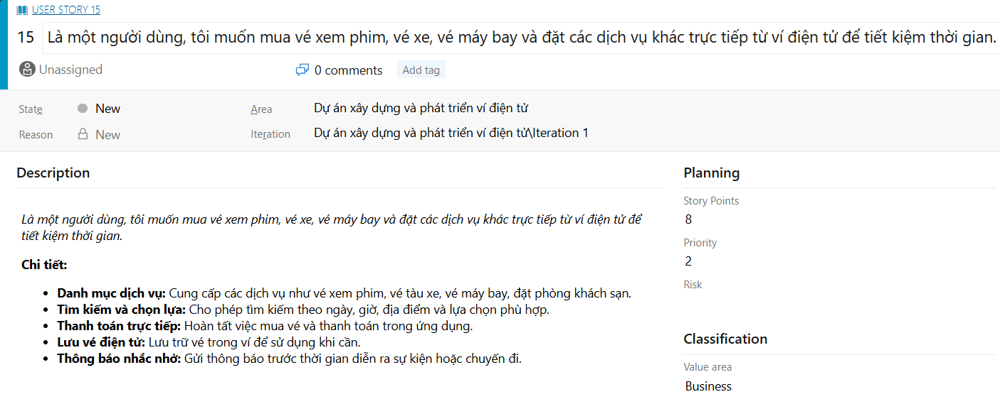 USER STORY 15
15 Là một người dùng, tôi muốn mua vé xem phim, vé xe, vé máy bay và đặt các dịch vụ khác trực tiếp từ ví điện tử để tiết kiệm thời gian.
Unassigned 0 comments Add tag
State New Area Dự án xây dựng và phát triển ví điện tử
Reason New Iteration Dự án xây dựng và phát triển ví điện tử\Iteration 1
Description
Là một người dùng, tôi muốn mua vé xem phim, vé xe, vé máy bay và đặt các dịch vụ khác trực tiếp từ ví điện tử để
tiết kiệm thời gian.
Chi tiết:
• Danh mục dịch vụ: Cung cấp các dịch vụ như vé xem phim, vé tàu xe, vé máy bay, đặt phòng khách sạn.
• Tìm kiếm và chọn lựa: Cho phép tìm kiếm theo ngày, giờ, địa điểm và lựa chọn phù hợp.
• Thanh toán trực tiếp: Hoàn tất việc mua vé và thanh toán trong ứng dụng.
• Lưu vé điện tử: Lưu trữ vé trong ví để sử dụng khi cần.
• Thông báo nhắc nhở: Gửi thông báo trước thời gian diễn ra sự kiện hoặc chuyến đi.
Planning
Story Points
8
Priority
2
Risk
Classification
Value area
Business